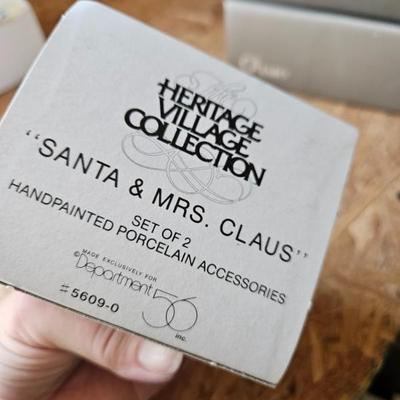 The
HERITAGE
VILLAGE
COLLECTION
"SANTA & MRS. CLAUS"
SET OF 2
HANDPAINTED PORCELAIN ACCESSORIES
MADE EXCLUSIVELY FOR
©Department 56 inc.
#5609-0